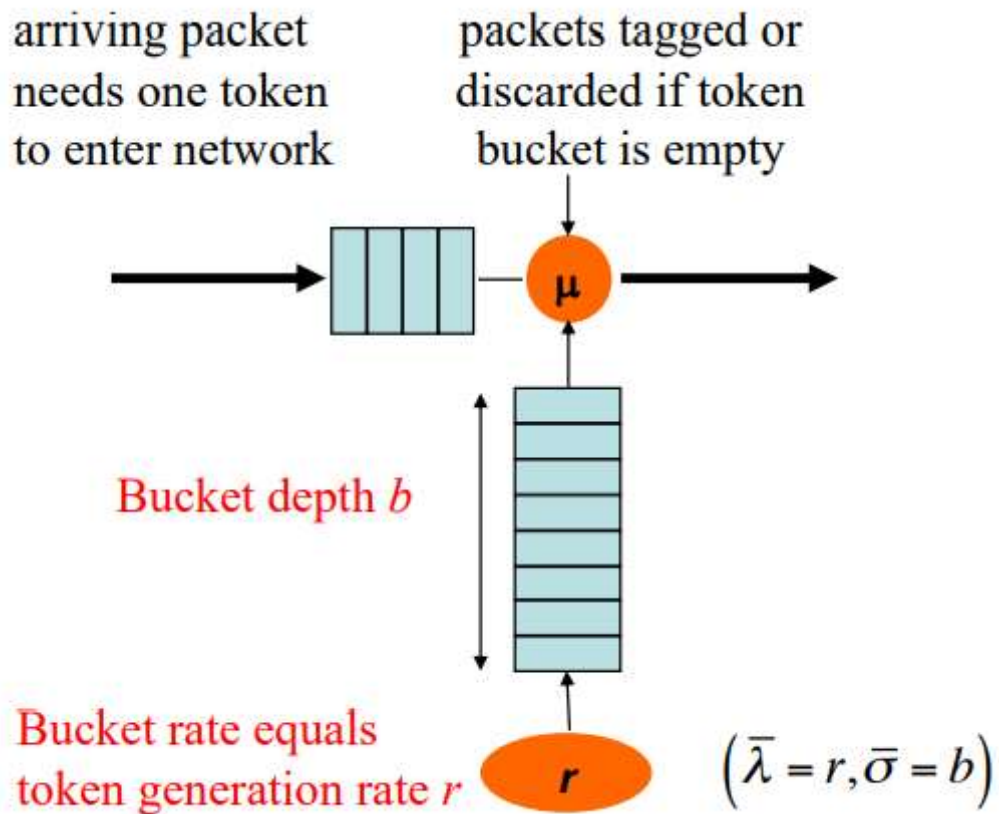 arriving packet
needs one token
to enter network
packets tagged or
discarded if token
bucket is empty
μ
Bucket depth b
Bucket rate equals
token generation rate r
r
(λ̄ = r, σ̄ = b)